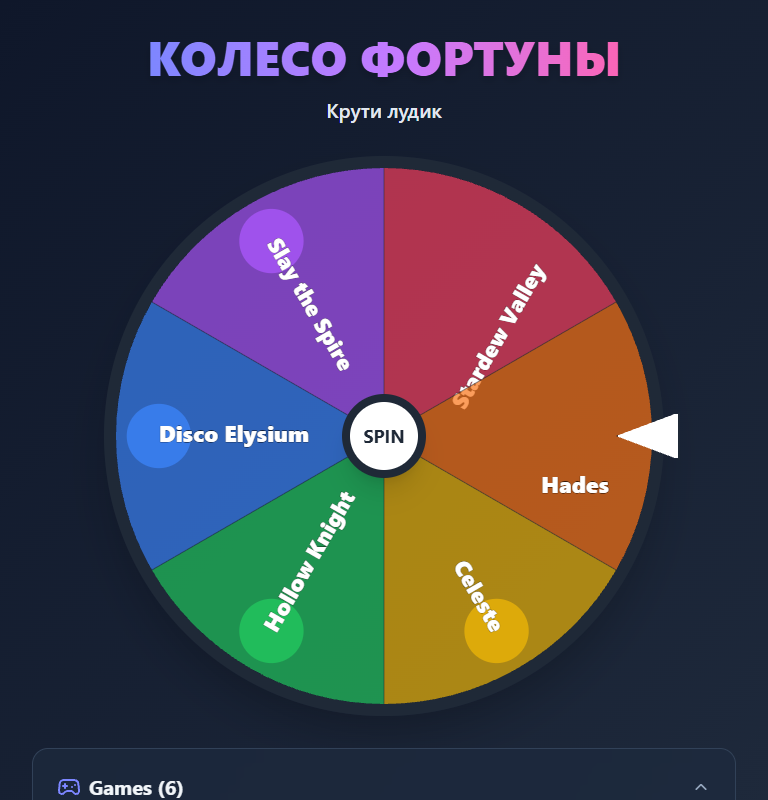 КОЛЕСО ФОРТУНЫ
Крути лудик
Slay the Spire
Stardew Valley
Disco Elysium
SPIN
Hades
Hollow Knight
Celeste
Games (6)